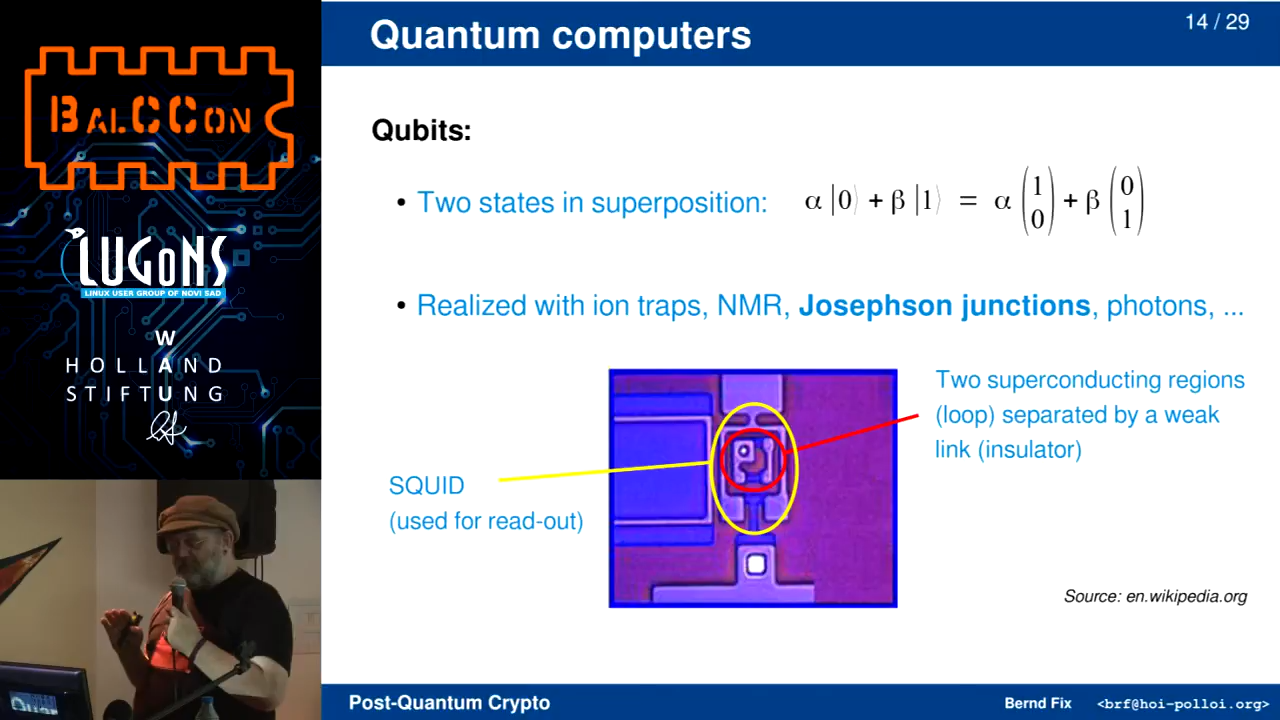 BALCCON
LUGONS
LINUX USER GROUP OF NOVI SAD
W
HOLLAND
A
U
STIFTUNG
Quantum computers
14 / 29
Qubits:
• Two states in superposition: α |0⟩ + β |1⟩ = α (1 0) + β (0 1)
• Realized with ion traps, NMR, Josephson junctions, photons, ...
Two superconducting regions
(loop) separated by a weak
link (insulator)
SQUID
(used for read-out)
Source: en.wikipedia.org
Post-Quantum Crypto
Bernd Fix <brf@hoi-polloi.org>